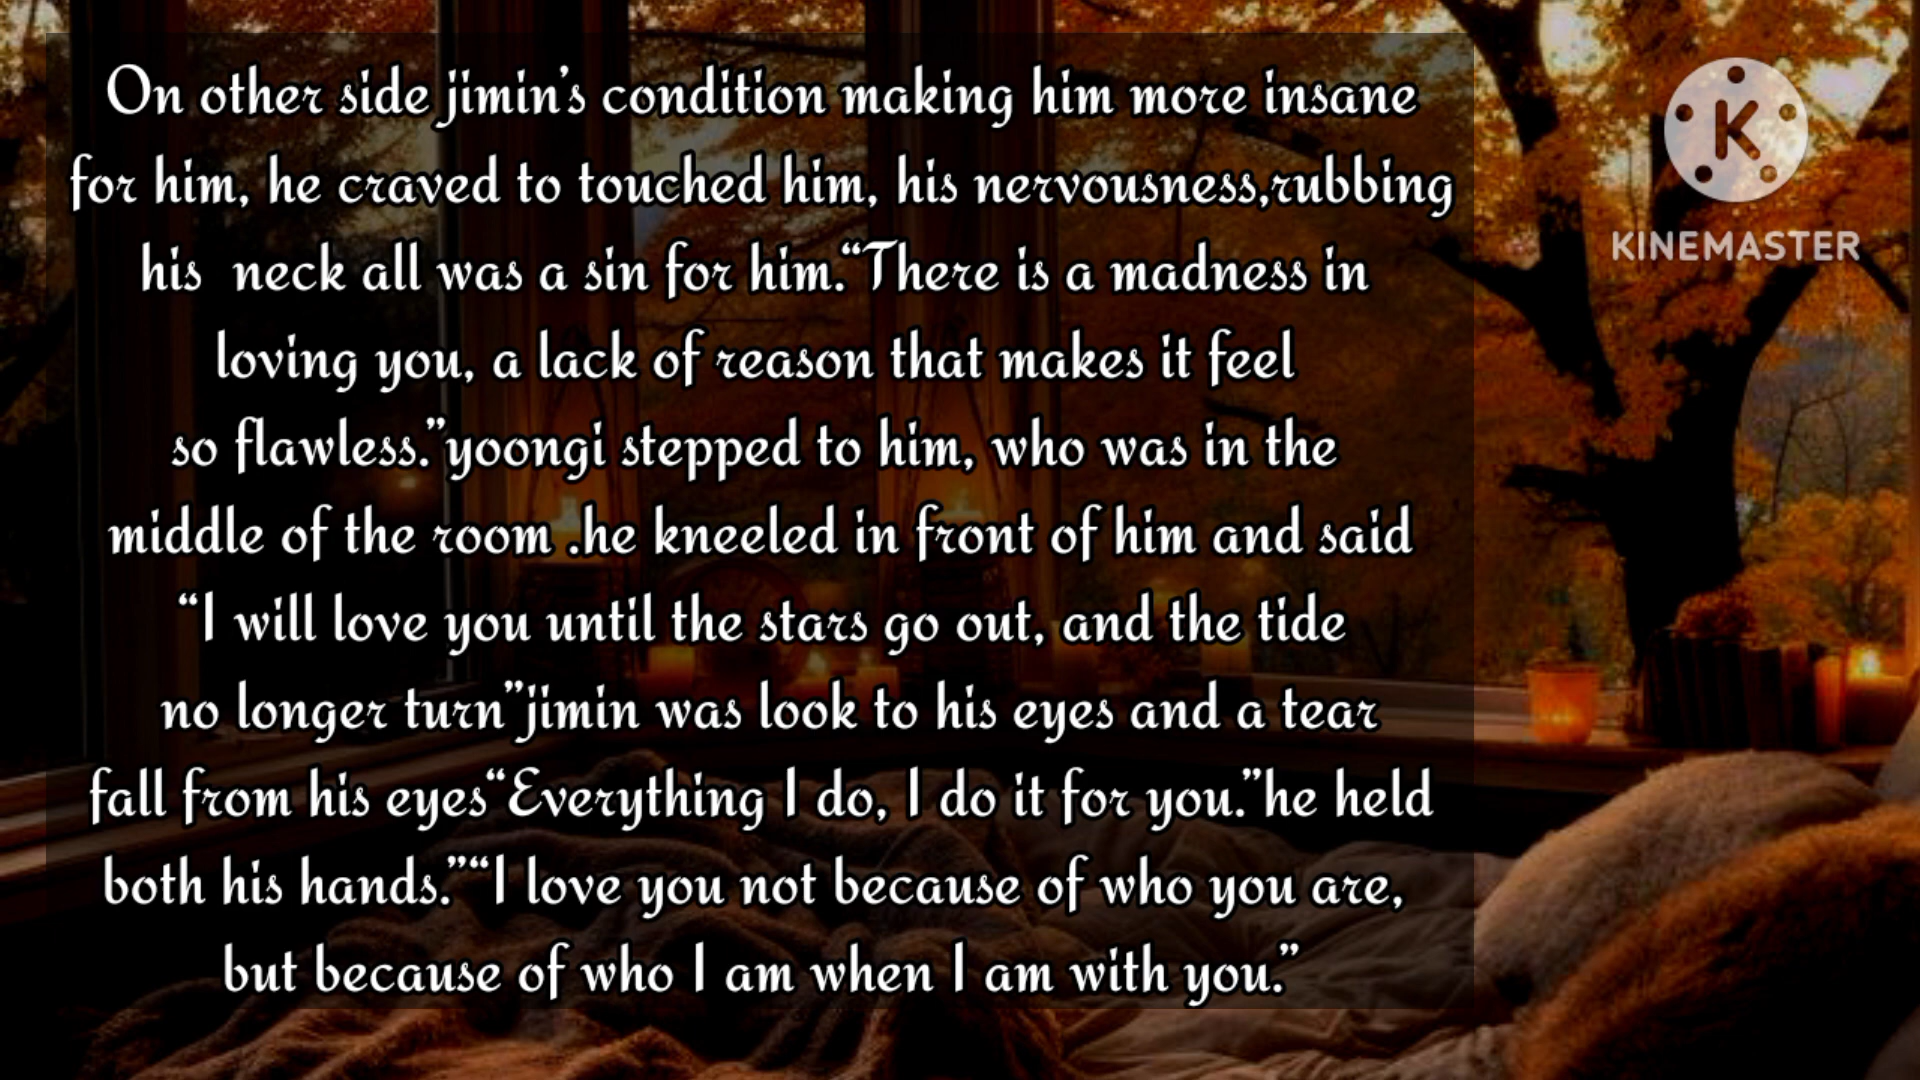 On other side jimin's condition making him more insane
for him, he craved to touched him, his nervousness,rubbing
his  neck all was a sin for him.“There is a madness in
loving you, a lack of reason that makes it feel
so flawless.”yoongi stepped to him, who was in the
middle of the room .he kneeled in front of him and said
“I will love you until the stars go out, and the tide
no longer turn”jimin was look to his eyes and a tear
fall from his eyes“Everything I do, I do it for you.”he held
both his hands.”“I love you not because of who you are,
but because of who I am when I am with you.”
K
KINEMASTER